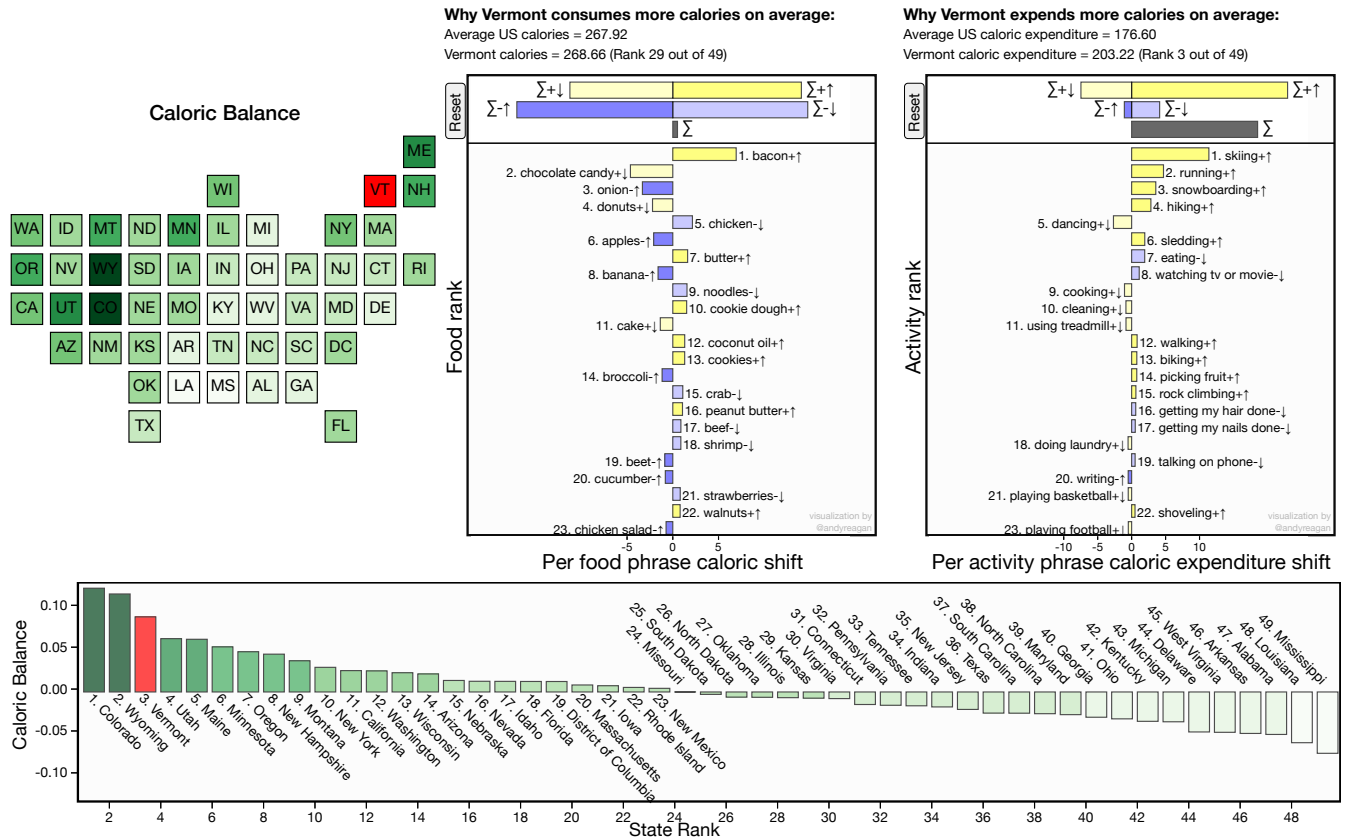 Why Vermont consumes more calories on average:
Average US calories = 267.92
Vermont calories = 268.66 (Rank 29 out of 49)
Why Vermont expends more calories on average:
Average US caloric expenditure = 176.60
Vermont caloric expenditure = 203.22 (Rank 3 out of 49)
Caloric Balance
ME
WI VT NH
WA ID MT ND MN IL MI NY MA
OR NV WY SD IA IN OH PA NJ CT RI
CA UT CO NE MO KY WV VA MD DE
AZ NM KS AR TN NC SC DC
OK LA MS AL GA
TX FL
Reset
∑+↓ ∑+↑
∑-↑ ∑-↓
∑
Food rank
1. bacon+↑
2. chocolate candy+↓
3. onion-↑
4. donuts+↓
5. chicken-↓
6. apples-↑
7. butter+↑
8. banana-↑
9. noodles-↓
10. cookie dough+↑
11. cake+↓
12. coconut oil+↑
13. cookies+↑
14. broccoli-↑
15. crab-↓
16. peanut butter+↑
17. beef-↓
18. shrimp-↓
19. beet-↑
20. cucumber-↑
21. strawberries-↓
22. walnuts+↑
23. chicken salad-↑
visualization by
@andyreagan
-5 0 5
Per food phrase caloric shift
Reset
∑+↓ ∑+↑
∑-↑ ∑-↓
∑
Activity rank
1. skiing+↑
2. running+↑
3. snowboarding+↑
4. hiking+↑
5. dancing+↓
6. sledding+↑
7. eating-↓
8. watching tv or movie-↓
9. cooking+↓
10. cleaning+↓
11. using treadmill+↓
12. walking+↑
13. biking+↑
14. picking fruit+↑
15. rock climbing+↑
16. getting my hair done-↓
17. getting my nails done-↓
18. doing laundry+↓
19. talking on phone-↓
20. writing-↑
21. playing basketball+↓
22. shoveling+↑
23. playing football+↓
visualization by
@andyreagan
-10 -5 0 5 10
Per activity phrase caloric expenditure shift
Caloric Balance
0.10
0.05
0.00
-0.05
-0.10
1. Colorado
2. Wyoming
3. Vermont
4. Utah
5. Maine
6. Minnesota
7. Oregon
8. New Hampshire
9. Montana
10. New York
11. California
12. Washington
13. Wisconsin
14. Arizona
15. Nebraska
16. Nevada
17. Idaho
18. Florida
19. District of Columbia
20. Massachusetts
21. Iowa
22. Rhode Island
23. New Mexico
24. Missouri
25. South Dakota
26. North Dakota
27. Oklahoma
28. Illinois
29. Kansas
30. Virginia
31. Connecticut
32. Pennsylvania
33. Tennessee
34. Indiana
35. New Jersey
36. Texas
37. South Carolina
38. North Carolina
39. Maryland
40. Georgia
41. Ohio
42. Kentucky
43. Michigan
44. Delaware
45. West Virginia
46. Arkansas
47. Alabama
48. Louisiana
49. Mississippi
2 4 6 8 10 12 14 16 18 20 22 24 26 28 30 32 34 36 38 40 42 44 46 48
State Rank